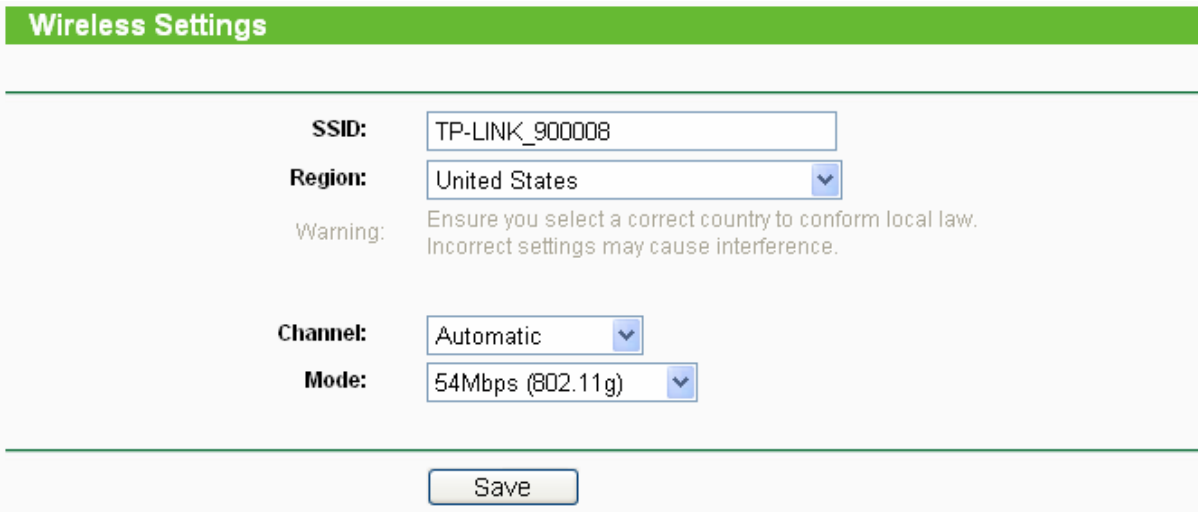 Wireless Settings
SSID: TP-LINK_900008
Region: United States
Warning: Ensure you select a correct country to conform local law.
Incorrect settings may cause interference.
Channel: Automatic
Mode: 54Mbps (802.11g)
Save